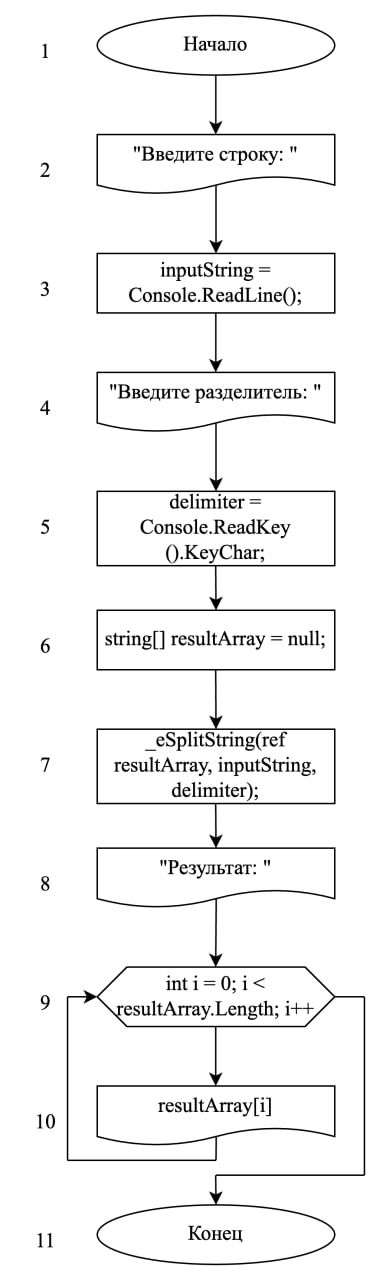 1
Начало
2
"Введите строку: "
3
inputString =
Console.ReadLine();
4
"Введите разделитель: "
5
delimiter =
Console.ReadKey
().KeyChar;
6
string[] resultArray = null;
7
_eSplitString(ref
resultArray, inputString,
delimiter);
8
"Результат: "
9
int i = 0; i <
resultArray.Length; i++
10
resultArray[i]
11
Конец